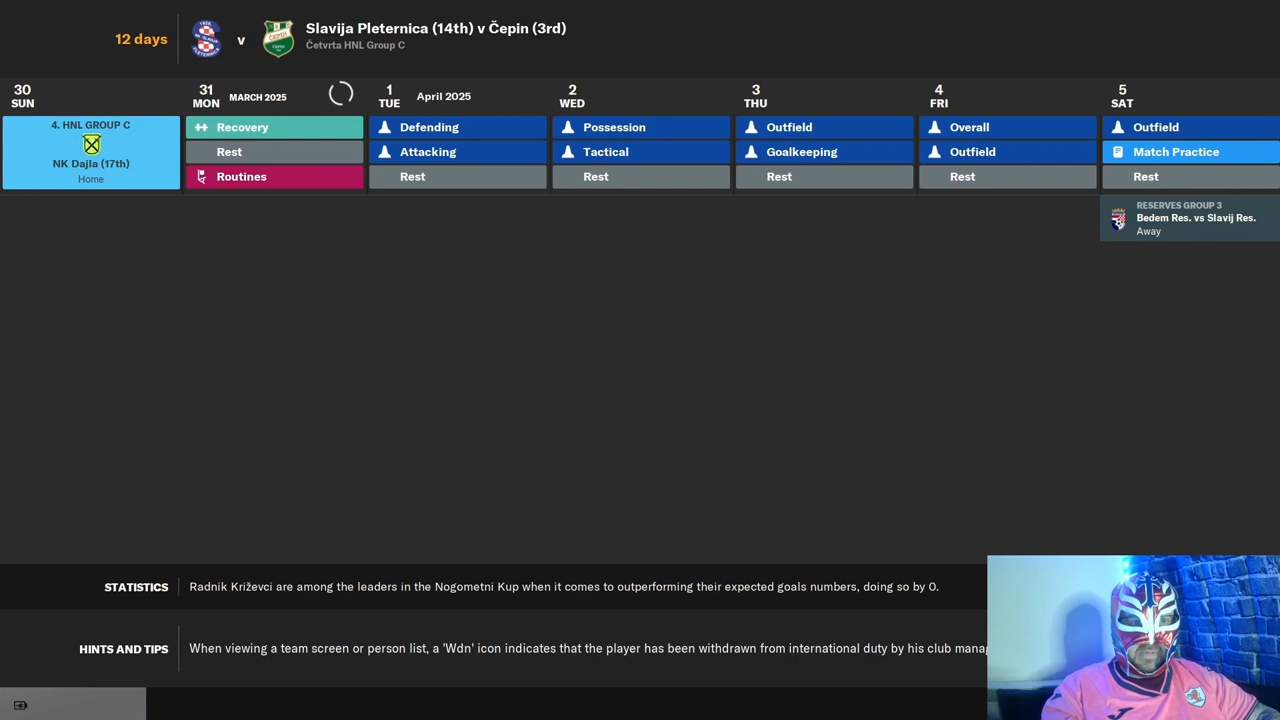 12 days
v
Slavija Pleternica (14th) v Čepin (3rd)
Četvrta HNL Group C
30
SUN
31
MON
MARCH 2025
1
TUE
April 2025
2
WED
3
THU
4
FRI
5
SAT
4. HNL GROUP C
NK Dajla (17th)
Home
Recovery
Rest
Routines
Defending
Attacking
Rest
Possession
Tactical
Rest
Outfield
Goalkeeping
Rest
Overall
Outfield
Rest
Outfield
Match Practice
Rest
RESERVES GROUP 3
Bedem Res. vs Slavij Res.
Away
STATISTICS
Radnik Križevci are among the leaders in the Nogometni Kup when it comes to outperforming their expected goals numbers, doing so by 0.
HINTS AND TIPS
When viewing a team screen or person list, a 'Wdn' icon indicates that the player has been withdrawn from international duty by his club